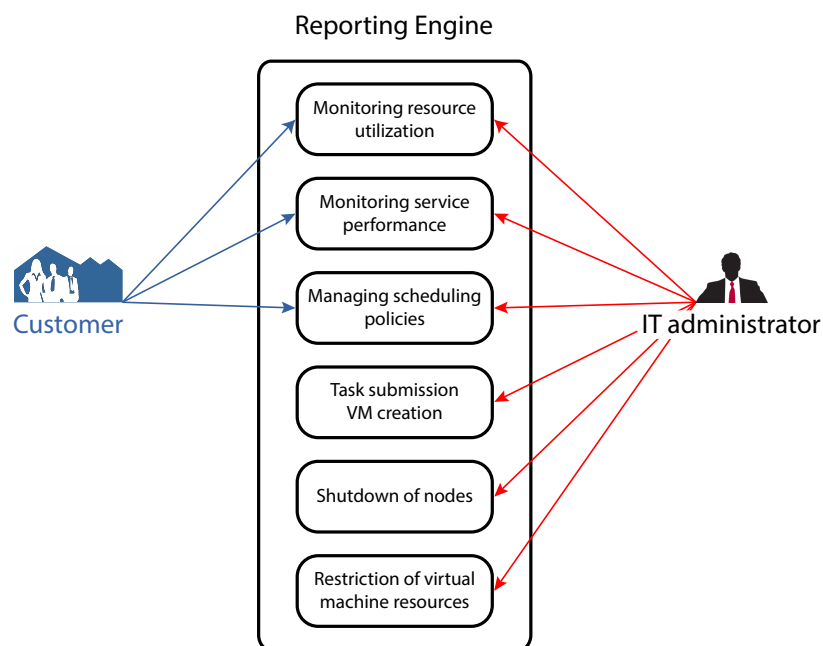 Reporting Engine
Monitoring resource
utilization
Monitoring service
performance
Managing scheduling
policies
Customer
IT administrator
Task submission
VM creation
Shutdown of nodes
Restriction of virtual
machine resources